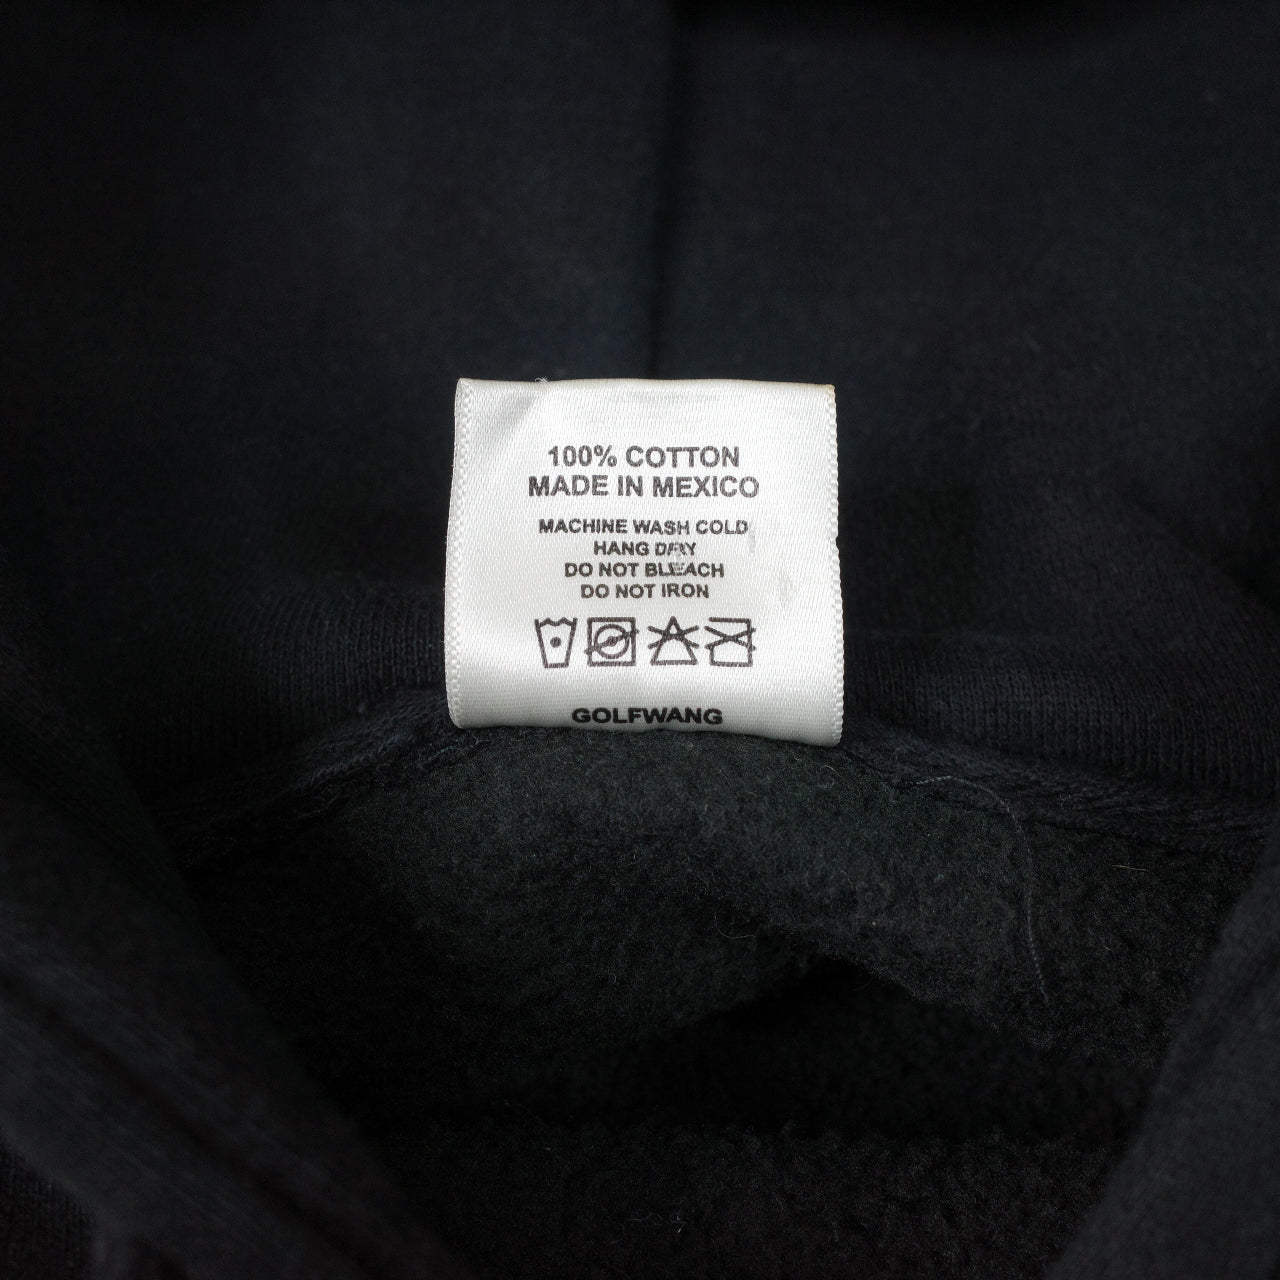 100% COTTON
MADE IN MEXICO
MACHINE WASH COLD
HANG DRY
DO NOT BLEACH
DO NOT IRON
GOLFWANG